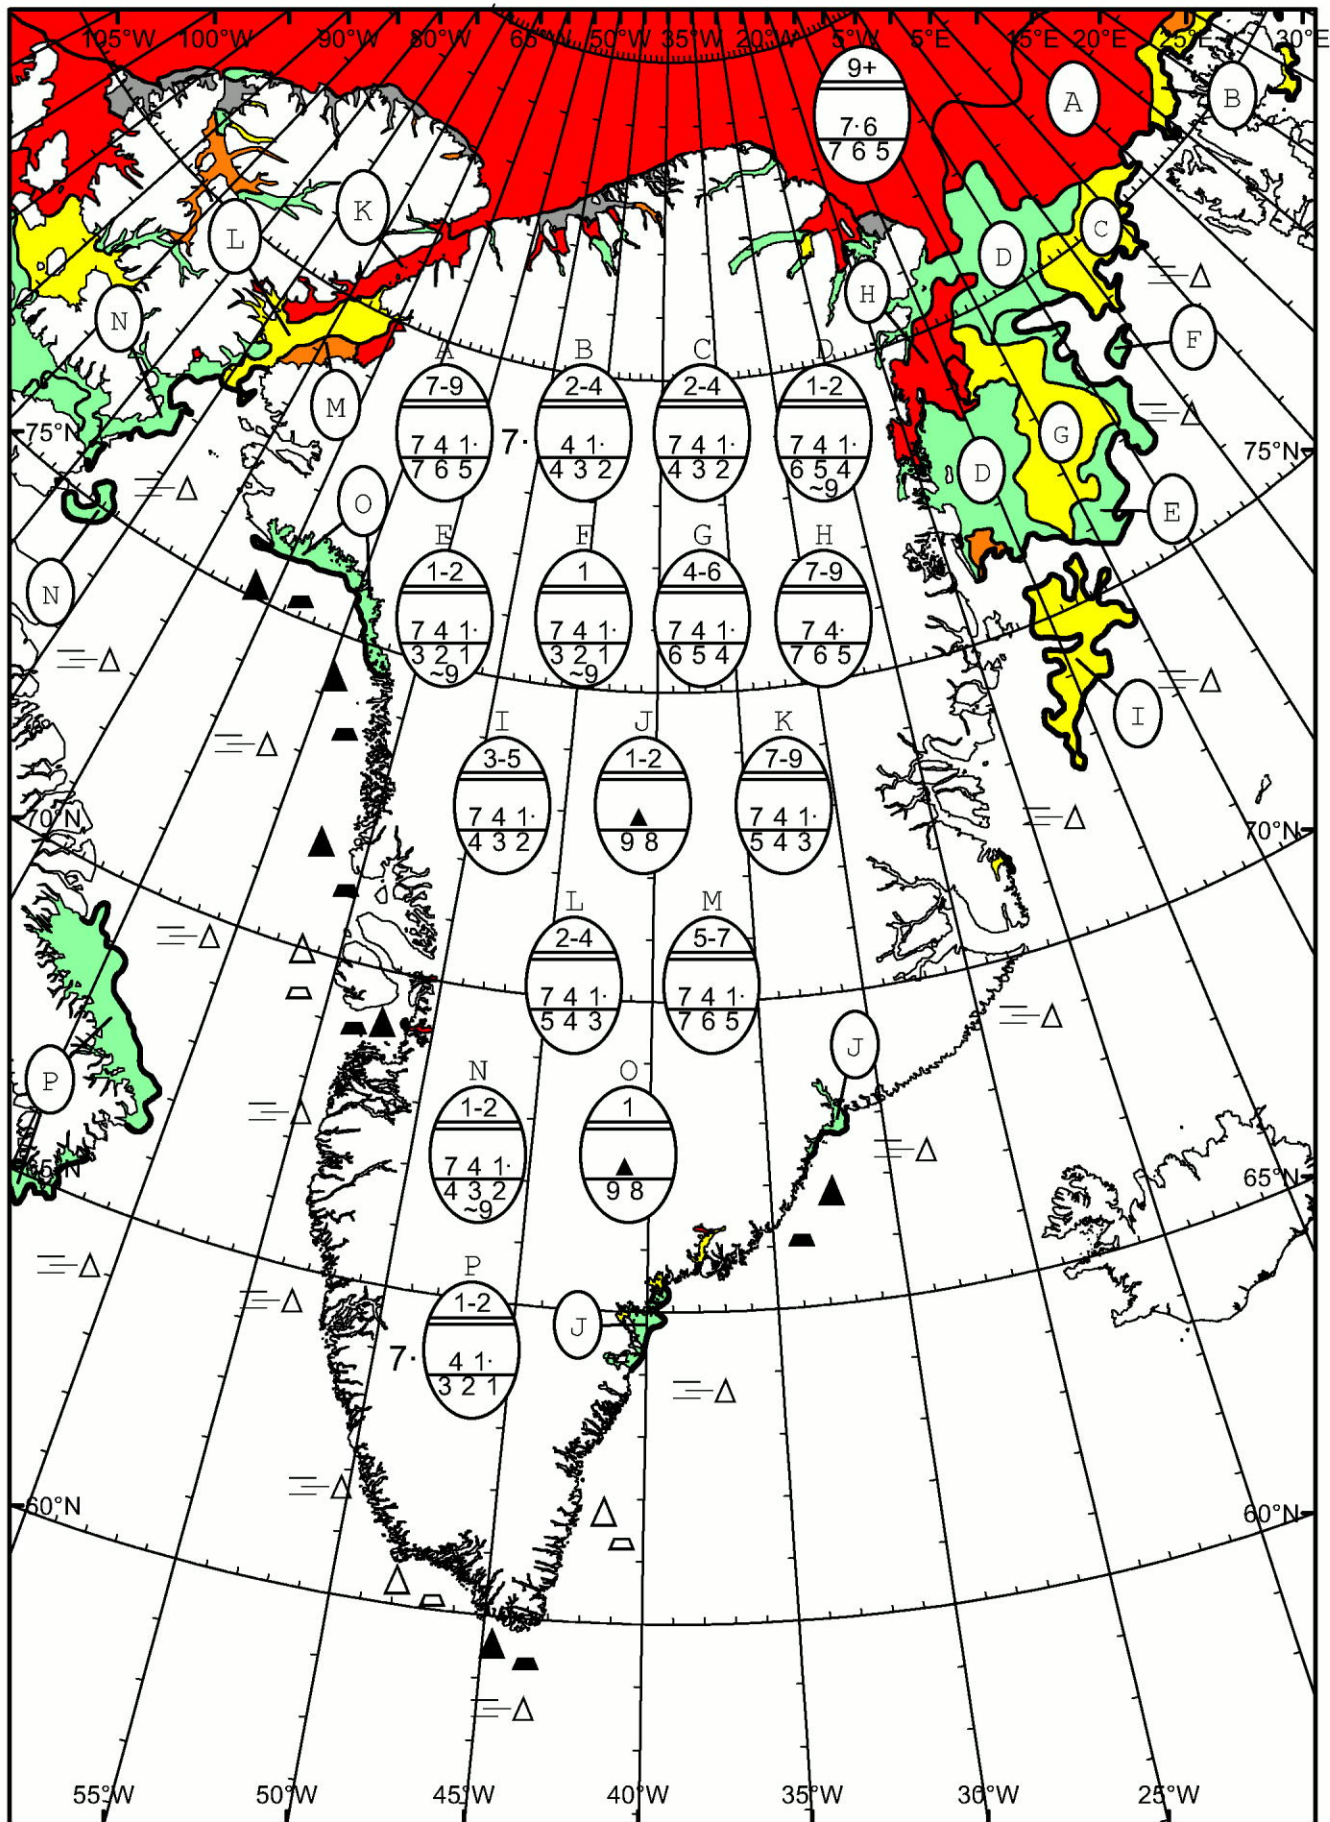 105°W 100°W 90°W 80°W 65°W 50°W 35°W 20°W 5°W 5°E 15°E 20°E 25°E 30°E
9+
7·6
7 6 5
A
B
K
L
C
D
H
N
F
M
A B C D
7-9 2-4 2-4 1-2
7 4 1· 7· 4 1· 7 4 1· 7 4 1·
7 6 5 4 3 2 4 3 2 6 5 4
~9
75°N 75°N
G
D
O
E
N
E F G H
1-2 1 4-6 7-9
7 4 1· 7 4 1· 7 4 1· 7 4·
3 2 1 3 2 1 6 5 4 7 6 5
~9 ~9
I
I J K
3-5 1-2 7-9
7 4 1· 7 4 1·
4 3 2 9 8 5 4 3
70°N 70°N
L M
2-4 5-7
7 4 1· 7 4 1·
5 4 3 7 6 5
J
P
N O
1-2 1
7 4 1·
4 3 2 9 8
~9
65°N 65°N
P
1-2
7· 4 1·
3 2 1
J
60°N 60°N
55°W 50°W 45°W 40°W 35°W 30°W 25°W